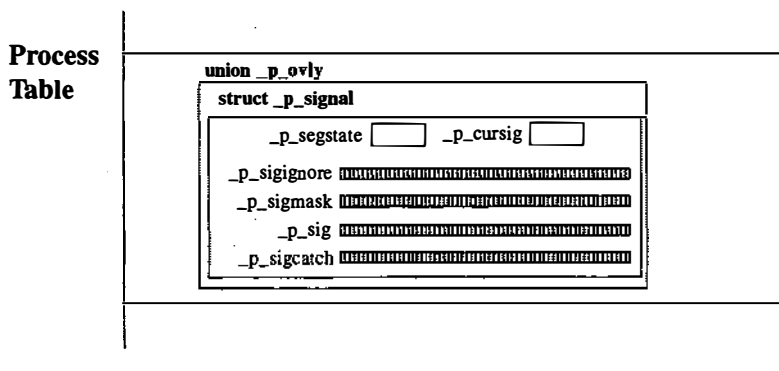 Process
Table
union _p_ovly
struct _p_signal
_p_segstate _p_cursig
_p_sigignore
_p_sigmask
_p_sig
_p_sigcatch